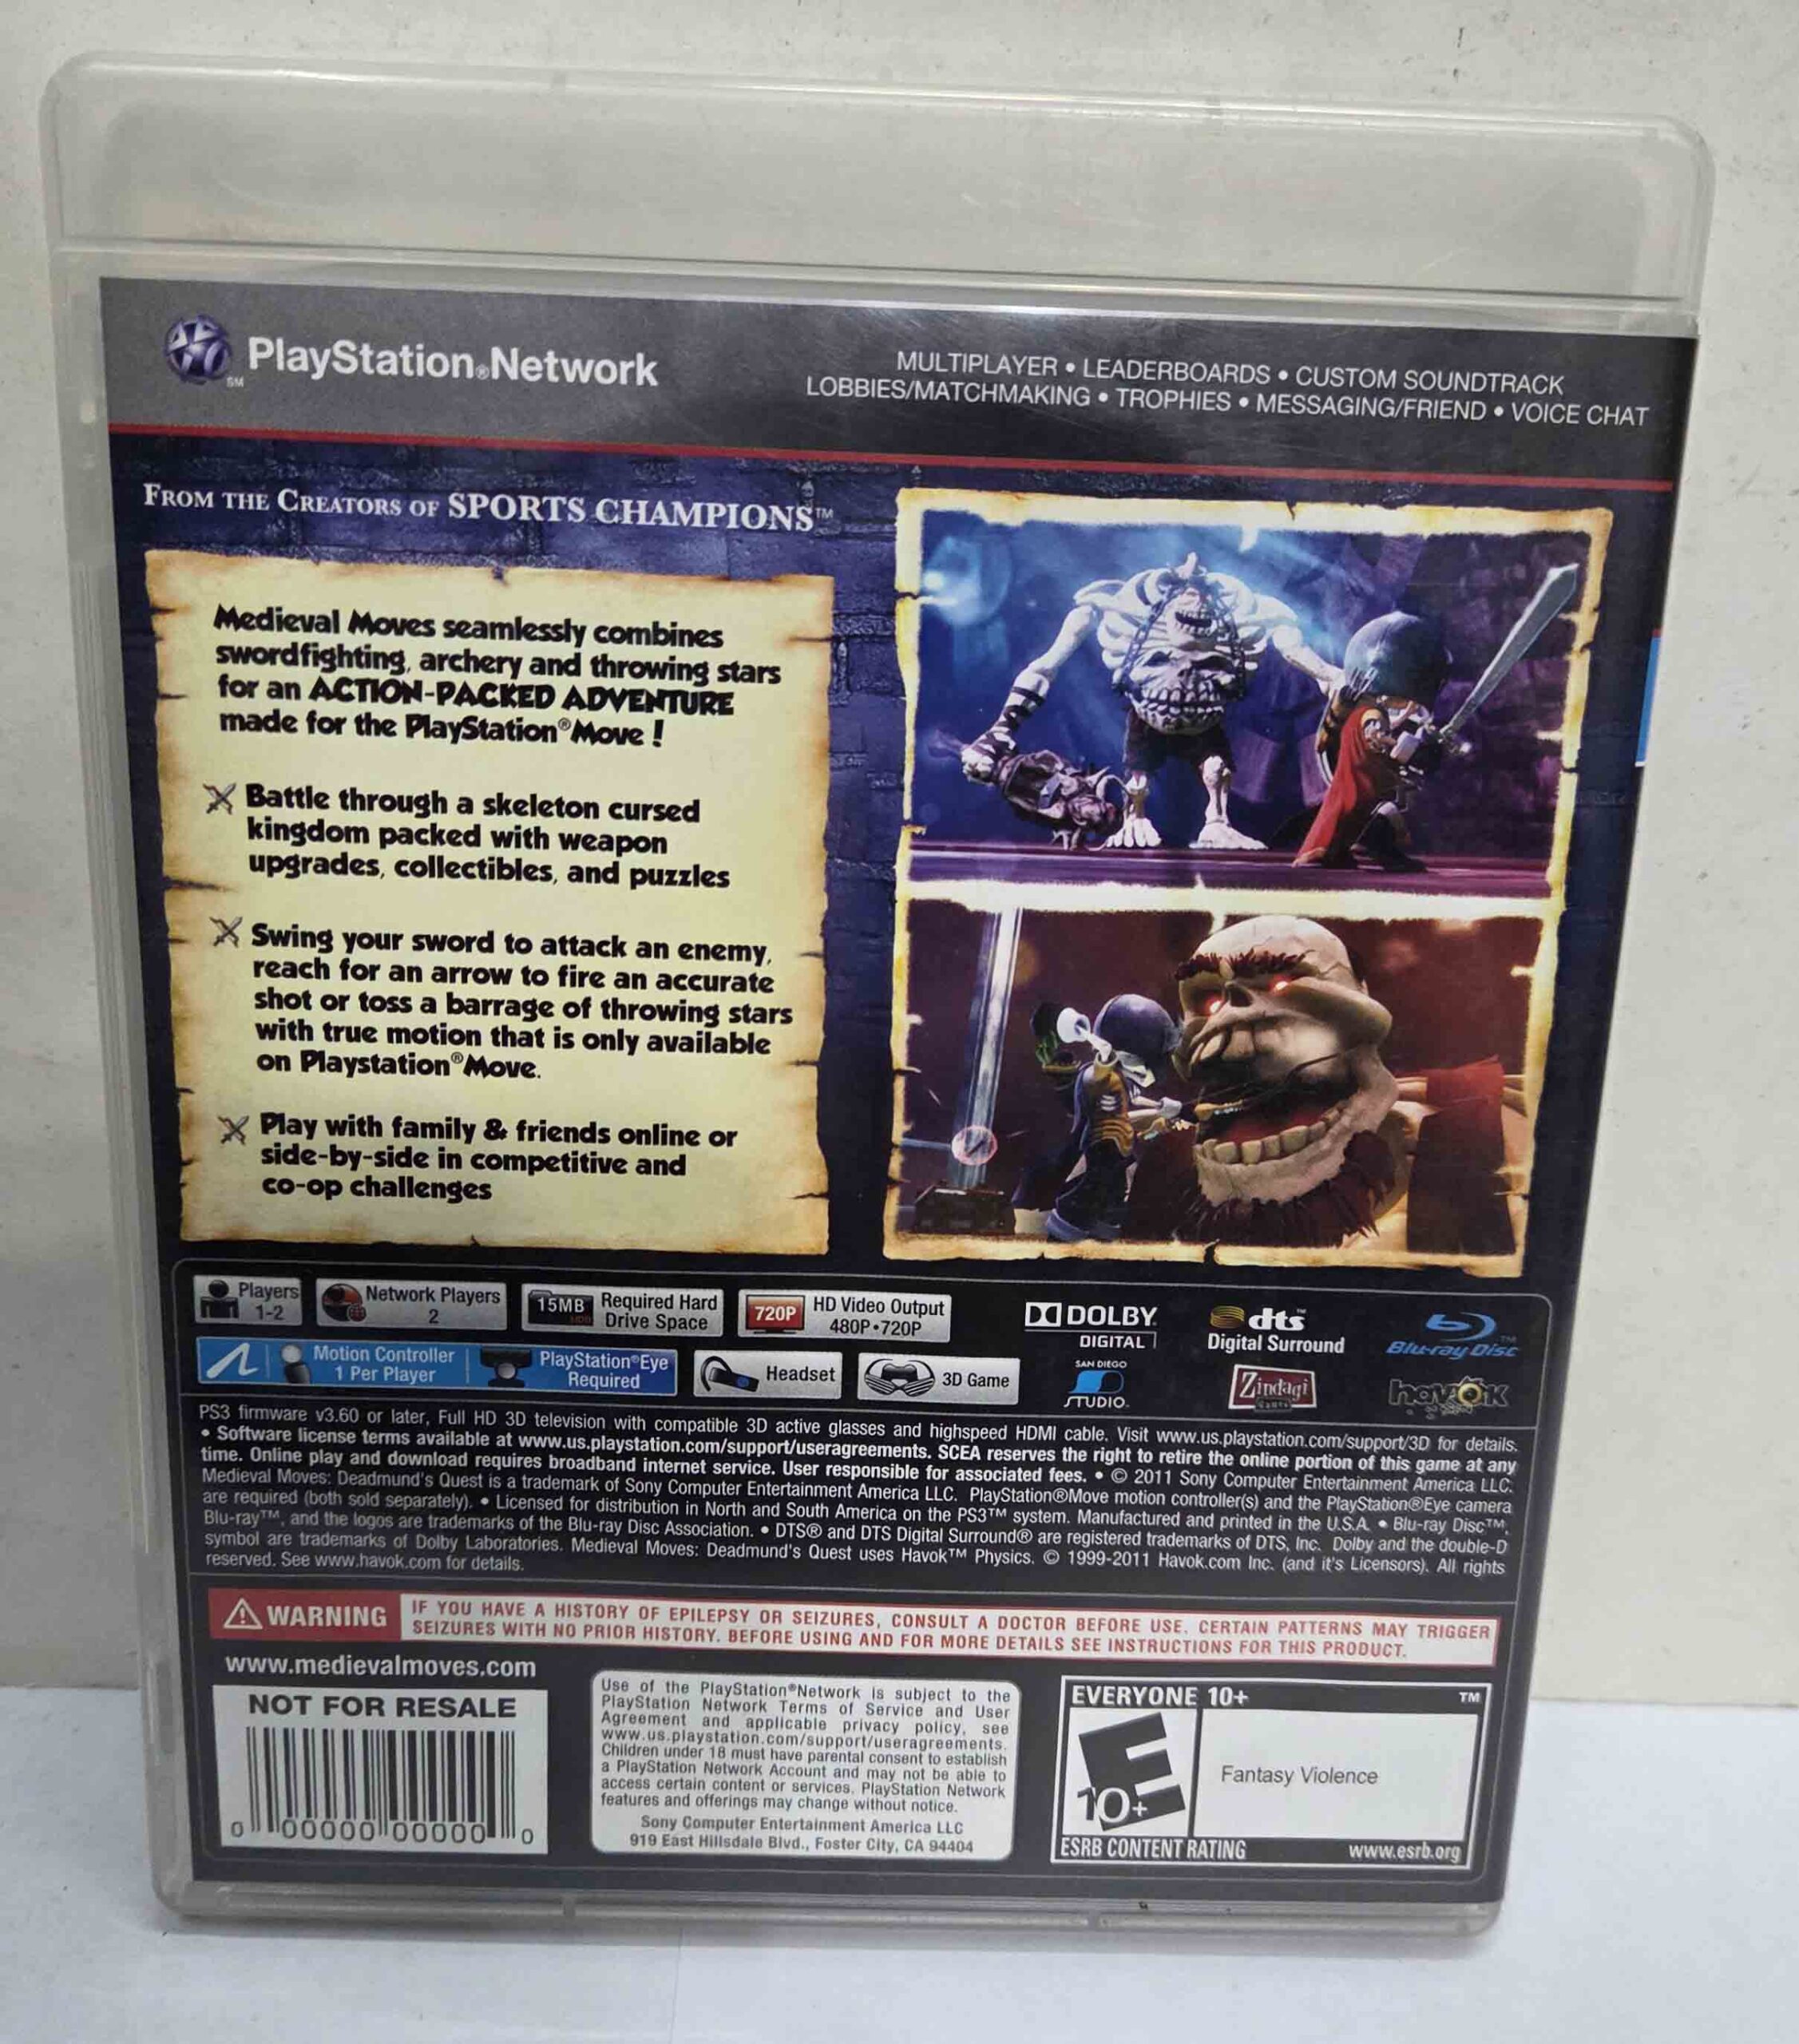 PlayStation®Network
SM
MULTIPLAYER • LEADERBOARDS • CUSTOM SOUNDTRACK
LOBBIES/MATCHMAKING • TROPHIES • MESSAGING/FRIEND • VOICE CHAT
FROM THE CREATORS OF SPORTS CHAMPIONS™
Medieval Moves seamlessly combines
swordfighting, archery and throwing stars
for an ACTION-PACKED ADVENTURE
made for the PlayStation®Move !
Battle through a skeleton cursed
kingdom packed with weapon
upgrades, collectibles, and puzzles
Swing your sword to attack an enemy,
reach for an arrow to fire an accurate
shot or toss a barrage of throwing stars
with true motion that is only available
on Playstation®Move.
Play with family & friends online or
side-by-side in competitive and
co-op challenges
Players
1-2
Network Players
2
15MB
HDD
Required Hard
Drive Space
720P
HD Video Output
480P•720P
DOLBY
DIGITAL
dts™
Digital Surround
Blu-ray Disc™
Motion Controller
1 Per Player
PlayStation®Eye
Required
Headset
3D Game
SAN DIEGO
STUDIO
Zindagi
Games
havok
PS3 firmware v3.60 or later, Full HD 3D television with compatible 3D active glasses and highspeed HDMI cable. Visit www.us.playstation.com/support/3D for details.
• Software license terms available at www.us.playstation.com/support/useragreements. SCEA reserves the right to retire the online portion of this game at any
time. Online play and download requires broadband internet service. User responsible for associated fees. • © 2011 Sony Computer Entertainment America LLC.
Medieval Moves: Deadmund's Quest is a trademark of Sony Computer Entertainment America LLC. PlayStation®Move motion controller(s) and the PlayStation®Eye camera
are required (both sold separately). • Licensed for distribution in North and South America on the PS3™ system. Manufactured and printed in the U.S.A. • Blu-ray Disc™,
Blu-ray™, and the logos are trademarks of the Blu-ray Disc Association. • DTS® and DTS Digital Surround® are registered trademarks of DTS, Inc. Dolby and the double-D
symbol are trademarks of Dolby Laboratories. Medieval Moves: Deadmund's Quest uses Havok™ Physics. © 1999-2011 Havok.com Inc. (and it's Licensors). All rights
reserved. See www.havok.com for details.
WARNING
IF YOU HAVE A HISTORY OF EPILEPSY OR SEIZURES, CONSULT A DOCTOR BEFORE USE. CERTAIN PATTERNS MAY TRIGGER
SEIZURES WITH NO PRIOR HISTORY. BEFORE USING AND FOR MORE DETAILS SEE INSTRUCTIONS FOR THIS PRODUCT.
www.medievalmoves.com
NOT FOR RESALE
0 00000 00000 0
Use of the PlayStation®Network is subject to the
PlayStation Network Terms of Service and User
Agreement and applicable privacy policy, see
www.us.playstation.com/support/useragreements.
Children under 18 must have parental consent to establish
a PlayStation Network Account and may not be able to
access certain content or services. PlayStation Network
features and offerings may change without notice.
Sony Computer Entertainment America LLC
919 East Hillsdale Blvd., Foster City, CA 94404
EVERYONE 10+
TM
E
10+
Fantasy Violence
ESRB CONTENT RATING
www.esrb.org